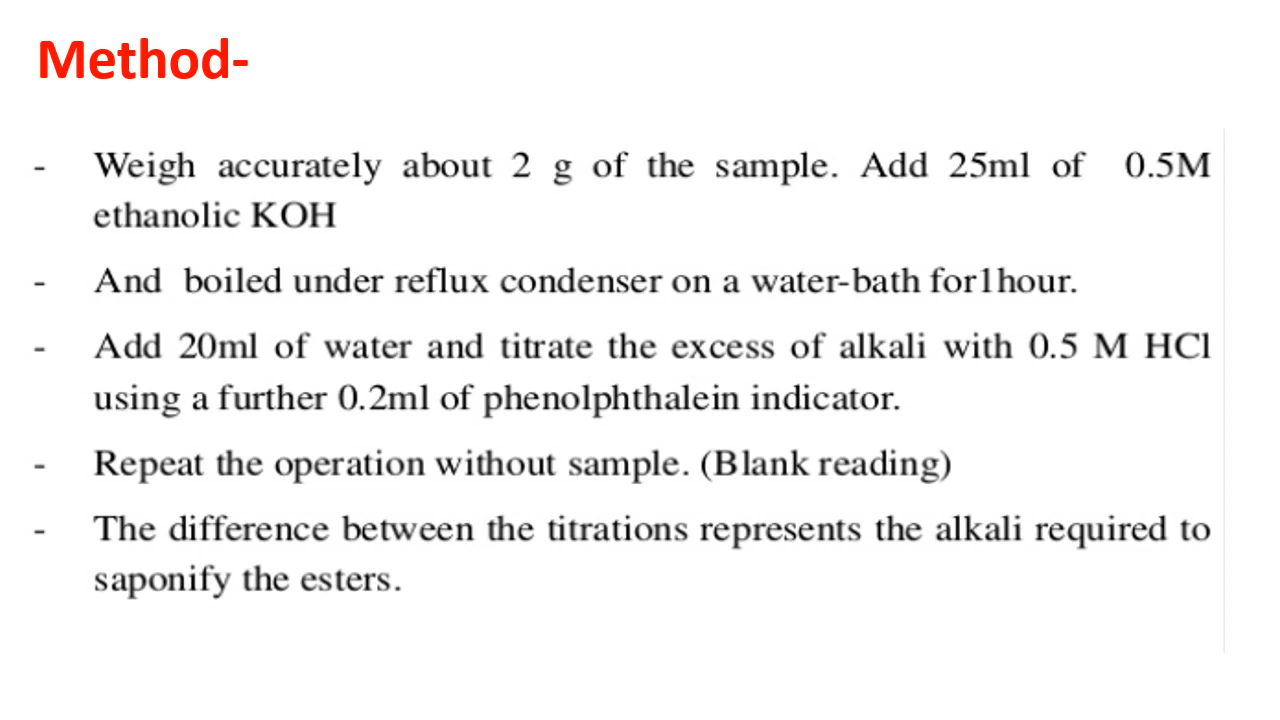 Method-
- Weigh accurately about 2 g of the sample. Add 25ml of 0.5M
ethanolic KOH
- And boiled under reflux condenser on a water-bath for1hour.
- Add 20ml of water and titrate the excess of alkali with 0.5 M HCl
using a further 0.2ml of phenolphthalein indicator.
- Repeat the operation without sample. (Blank reading)
- The difference between the titrations represents the alkali required to
saponify the esters.